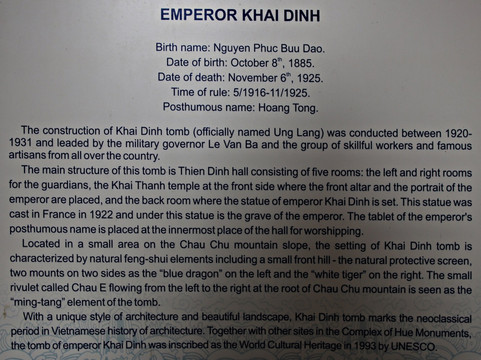 EMPEROR KHAI DINH
Birth name: Nguyen Phuc Buu Dao.
Date of birth: October 8th, 1885.
Date of death: November 6th, 1925.
Time of rule: 5/1916-11/1925.
Posthumous name: Hoang Tong.
The construction of Khai Dinh tomb (officially named Ung Lang) was conducted between 1920-
1931 and leaded by the military governor Le Van Ba and the group of skillful workers and famous
artisans from all over the country.
The main structure of this tomb is Thien Dinh hall consisting of five rooms: the left and right rooms
for the guardians, the Khai Thanh temple at the front side where the front altar and the portrait of the
emperor are placed, and the back room where the statue of emperor Khai Dinh is set. This statue was
cast in France in 1922 and under this statue is the grave of the emperor. The tablet of the emperor's
posthumous name is placed at the innermost place of the hall for worshipping.
Located in a small area on the Chau Chu mountain slope, the setting of Khai Dinh tomb is
characterized by natural feng-shui elements including a small front hill - the natural protective screen,
two mounts on two sides as the “blue dragon” on the left and the “white tiger” on the right. The small
rivulet called Chau E flowing from the left to the right at the root of Chau Chu mountain is seen as the
“ming-tang” element of the tomb.
With a unique style of architecture and beautiful landscape, Khai Dinh tomb marks the neoclassical
period in Vietnamese history of architecture. Together with other sites in the Complex of Hue Monuments,
the tomb of emperor Khai Dinh was inscribed as the World Cultural Heritage in 1993 by UNESCO.